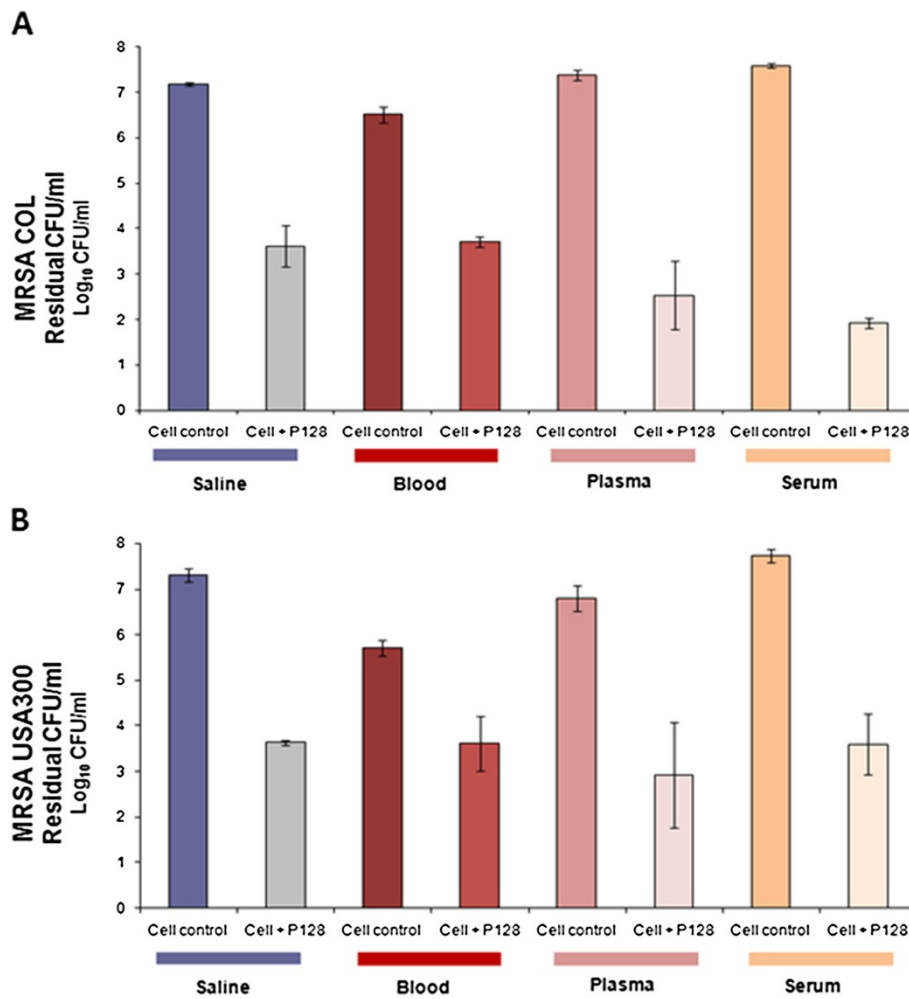 A
MRSA COL
Residual CFU/ml
Log₁₀ CFU/ml
8
7
6
5
4
3
2
1
0
Cell control Cell + P128 Cell control Cell + P128 Cell control Cell + P128 Cell control Cell + P128
Saline Blood Plasma Serum
B
MRSA USA300
Residual CFU/ml
Log₁₀ CFU/ml
8
7
6
5
4
3
2
1
0
Cell control Cell + P128 Cell control Cell + P128 Cell control Cell + P128 Cell control Cell + P128
Saline Blood Plasma Serum